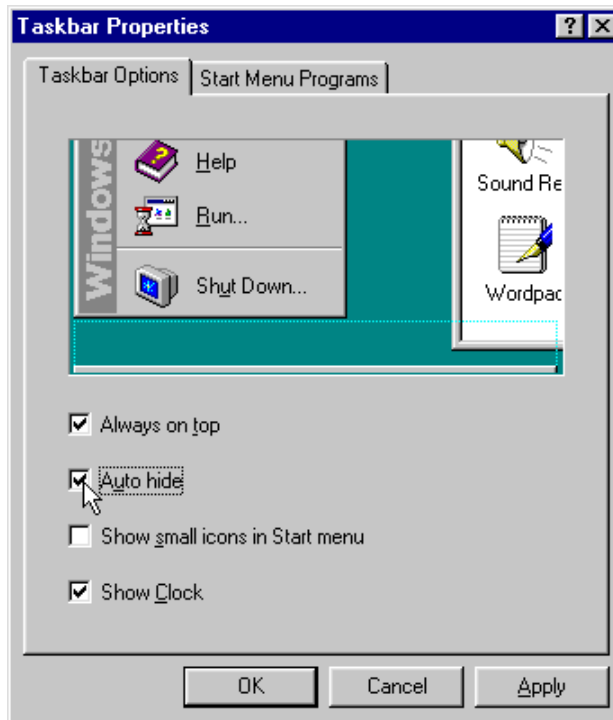 Taskbar Properties
Taskbar Options Start Menu Programs
Windows
Help
Run...
Shut Down...
Sound Re
Wordpac
Always on top
Auto hide
Show small icons in Start menu
Show Clock
OK Cancel Apply